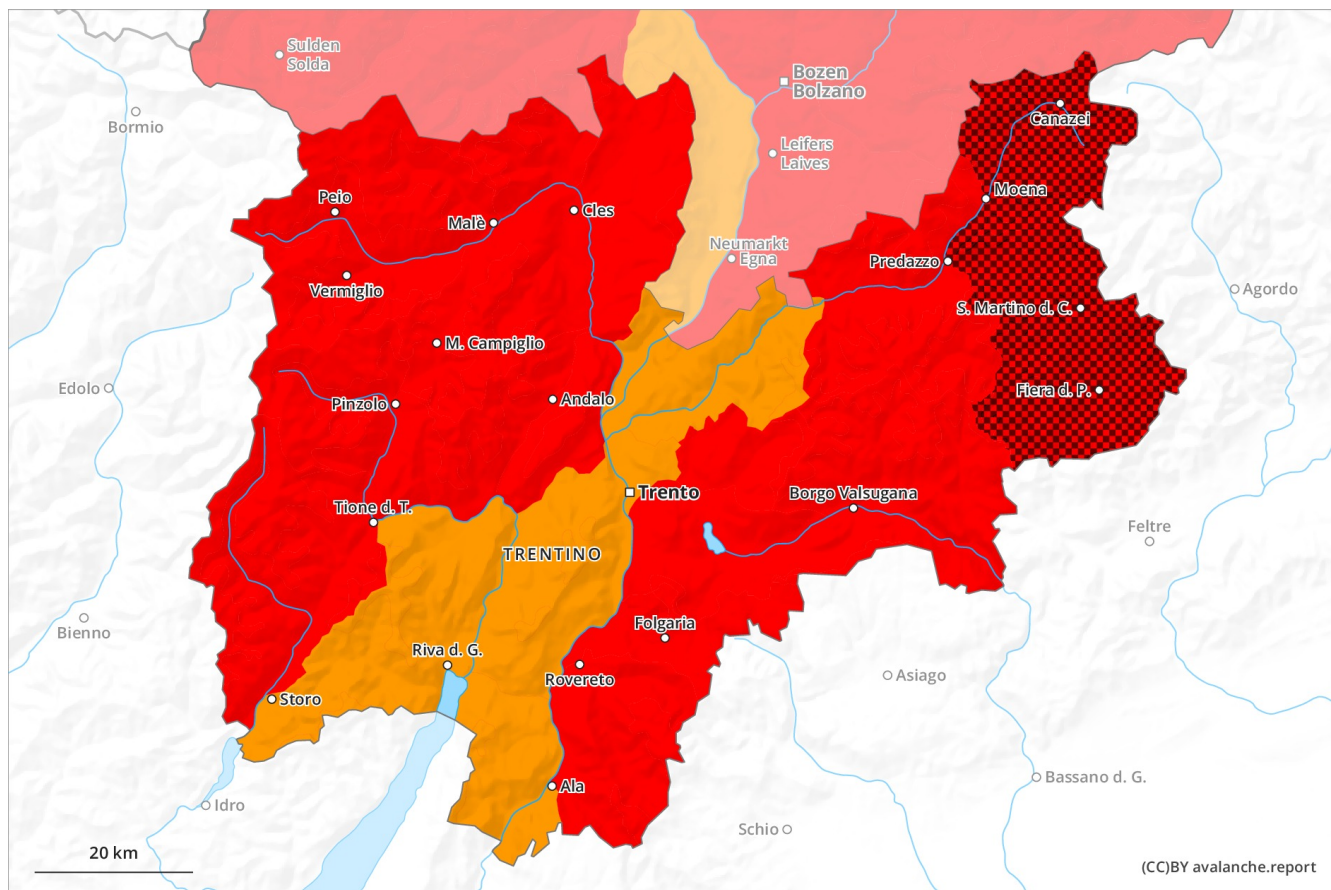 Sulden
Solda
Bozen
Bolzano
Bormio
Canazei
Leifers
Laives
Peio
Moena
Malè
Cles
Neumarkt
Egna
Predazzo
Vermiglio
Agordo
S. Martino d. C.
M. Campiglio
Edolo
Fiera d. P.
Pinzolo
Andalo
Trento
Borgo Valsugana
Tione d. T.
Feltre
TRENTINO
Bienno
Folgaria
Riva d. G.
Asiago
Rovereto
Storo
Bassano d. G.
Ala
Idro
Schio
20 km
(CC)BY avalanche.report